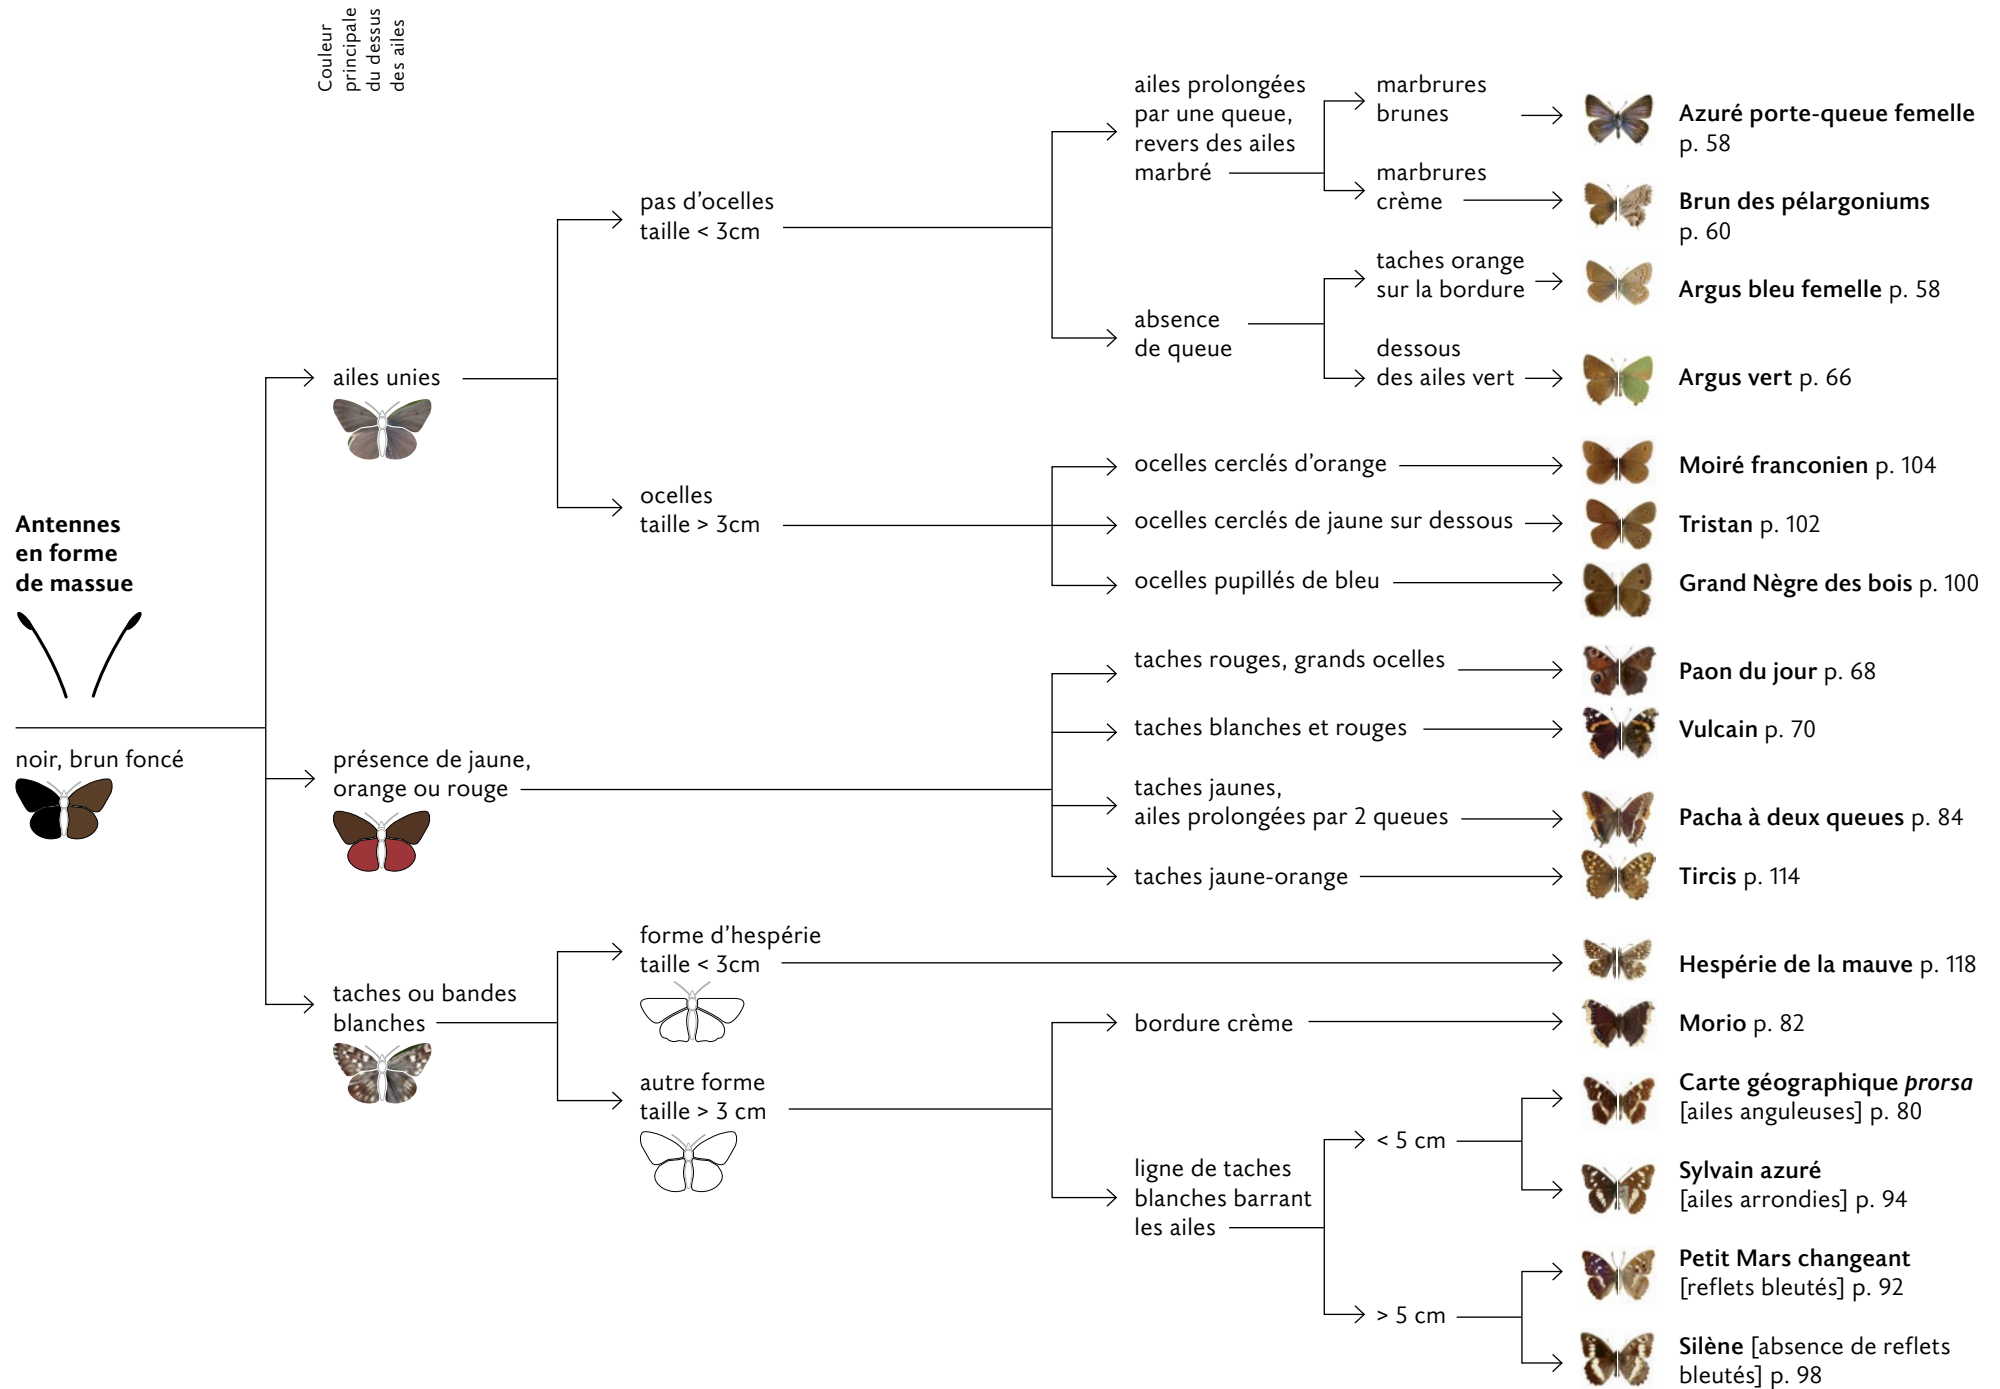 Couleur
principale
du dessus
des ailes
Antennes
en forme
de massue
noir, brun foncé
ailes unies
présence de jaune,
orange ou rouge
taches ou bandes
blanches
pas d'ocelles
taille < 3cm
ocelles
taille > 3cm
forme d'hespérie
taille < 3cm
autre forme
taille > 3 cm
ailes prolongées
par une queue,
revers des ailes
marbré
absence
de queue
ocelles cerclés d'orange
ocelles cerclés de jaune sur dessous
ocelles pupillés de bleu
taches rouges, grands ocelles
taches blanches et rouges
taches jaunes,
ailes prolongées par 2 queues
taches jaune-orange
bordure crème
ligne de taches
blanches barrant
les ailes
marbrures
brunes
marbrures
crème
taches orange
sur la bordure
dessous
des ailes vert
< 5 cm
> 5 cm
Azuré porte-queue femelle
p. 58
Brun des pélargoniums
p. 60
Argus bleu femelle p. 58
Argus vert p. 66
Moiré franconien p. 104
Tristan p. 102
Grand Nègre des bois p. 100
Paon du jour p. 68
Vulcain p. 70
Pacha à deux queues p. 84
Tircis p. 114
Hespérie de la mauve p. 118
Morio p. 82
Carte géographique prorsa
[ailes anguleuses] p. 80
Sylvain azuré
[ailes arrondies] p. 94
Petit Mars changeant
[reflets bleutés] p. 92
Silène [absence de reflets
bleutés] p. 98